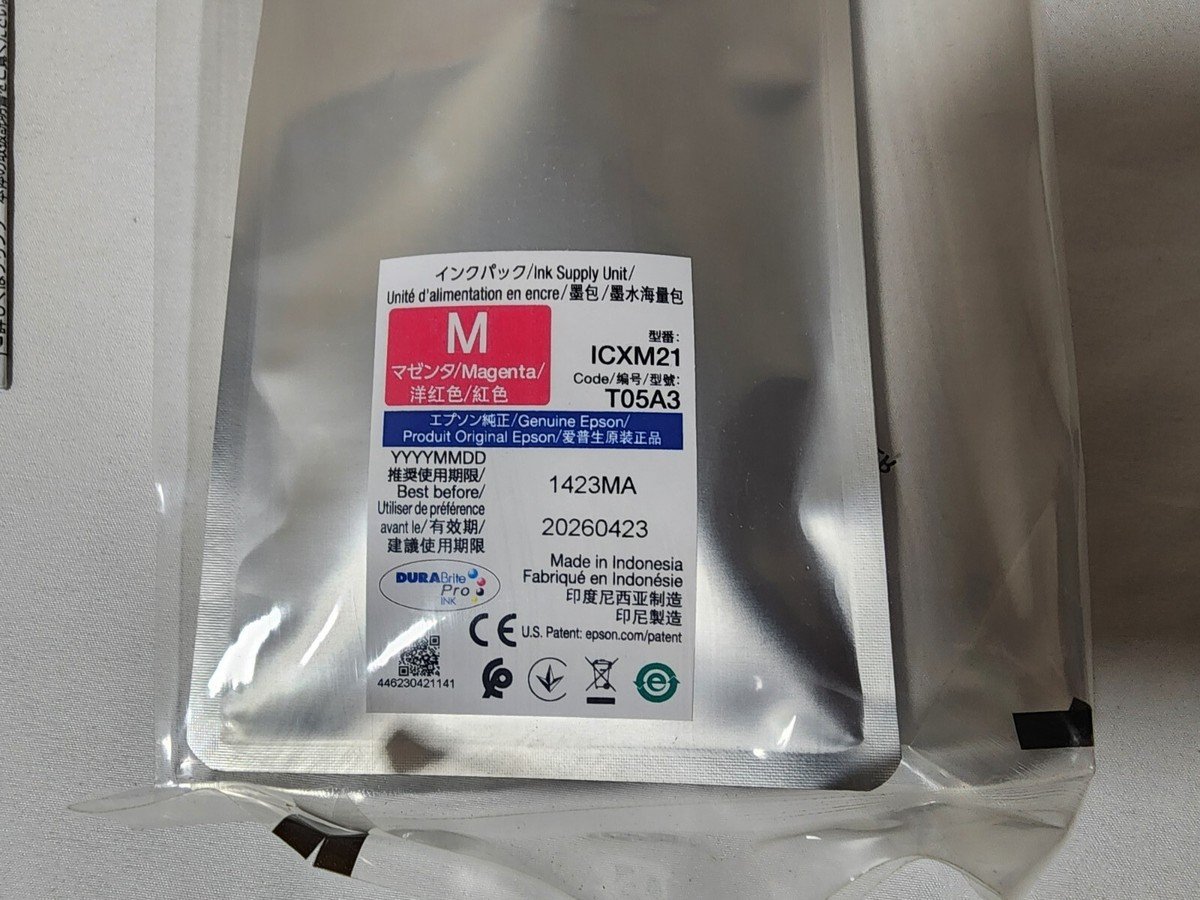 インクパック/Ink Supply Unit/
Unité d'alimentation en encre/墨包/墨水海量包
M
マゼンタ/Magenta/
洋红色/紅色
型番:
ICXM21
Code/编号/型號:
T05A3
エプソン純正/Genuine Epson/
Produit Original Epson/爱普生原装正品
YYYYMMDD
推奨使用期限/
Best before/
Utiliser de préférence
avant le/有效期/
建議使用期限
1423MA
20260423
DURABrite
Pro
INK
Made in Indonesia
Fabriqué en Indonésie
印度尼西亚制造
印尼製造
CE
U.S. Patent: epson.com/patent
446230421141